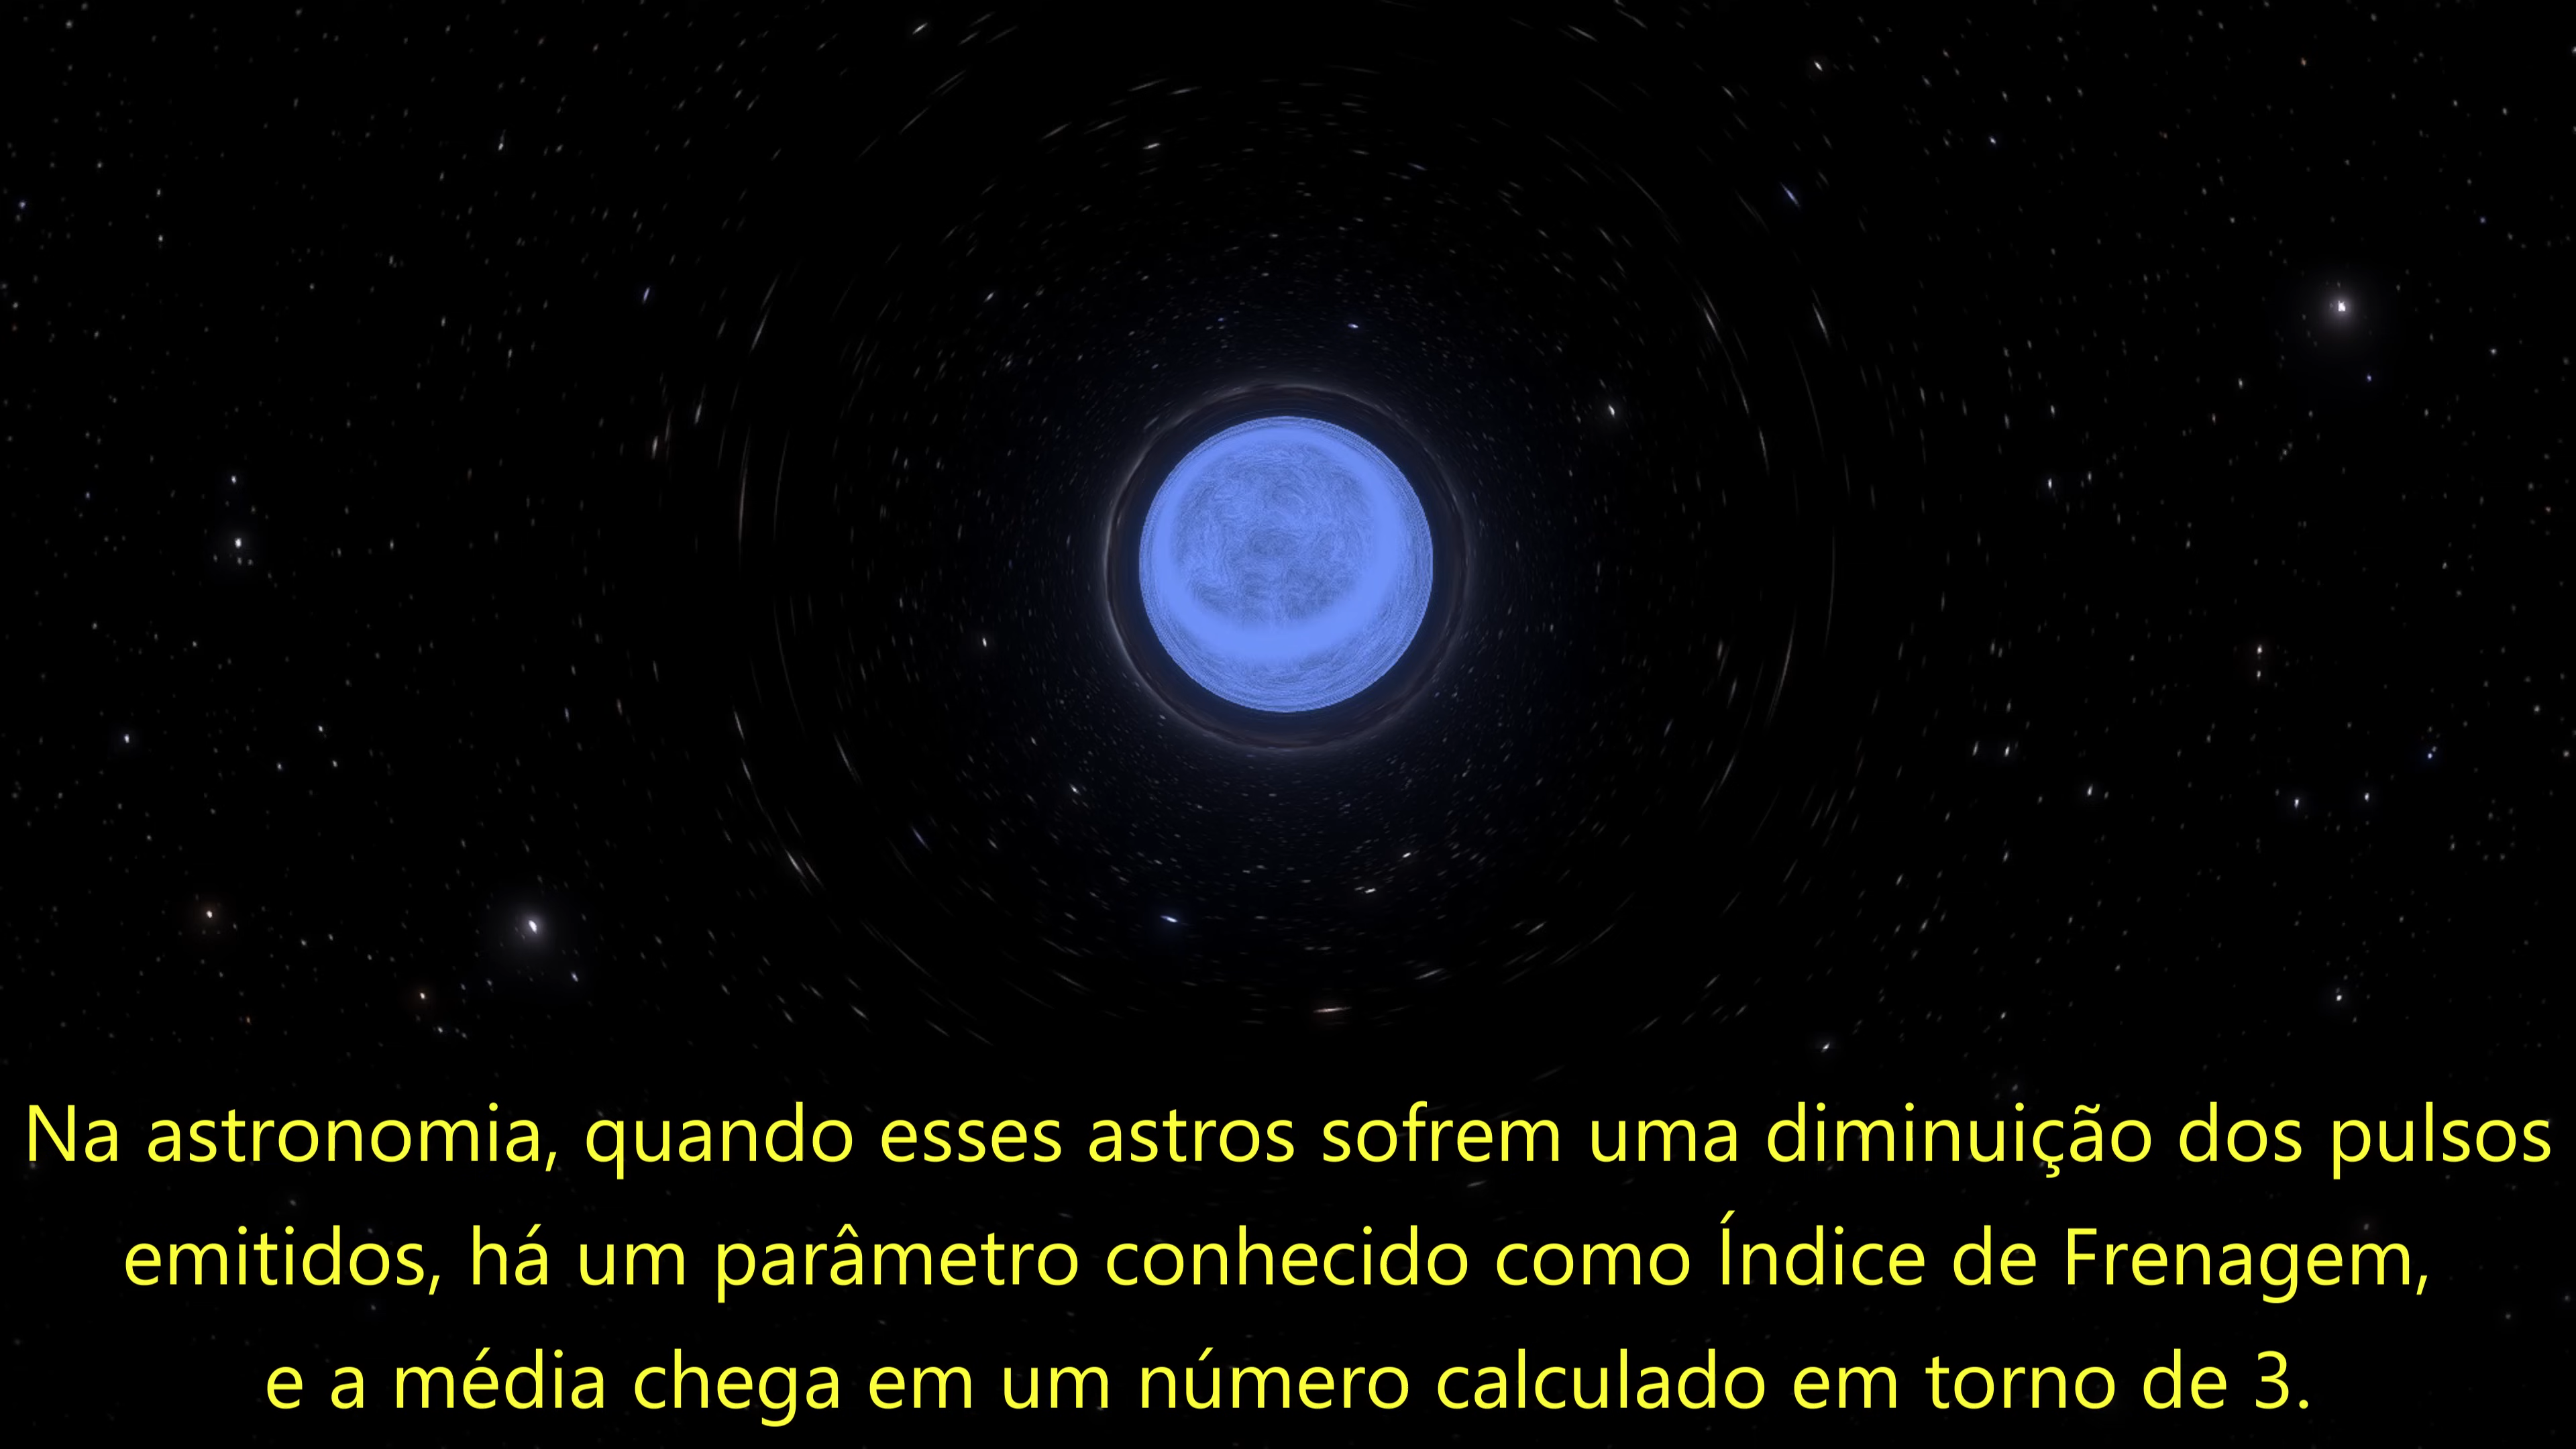 Na astronomia, quando esses astros sofrem uma diminuição dos pulsos
emitidos, há um parâmetro conhecido como Índice de Frenagem,
e a média chega em um número calculado em torno de 3.